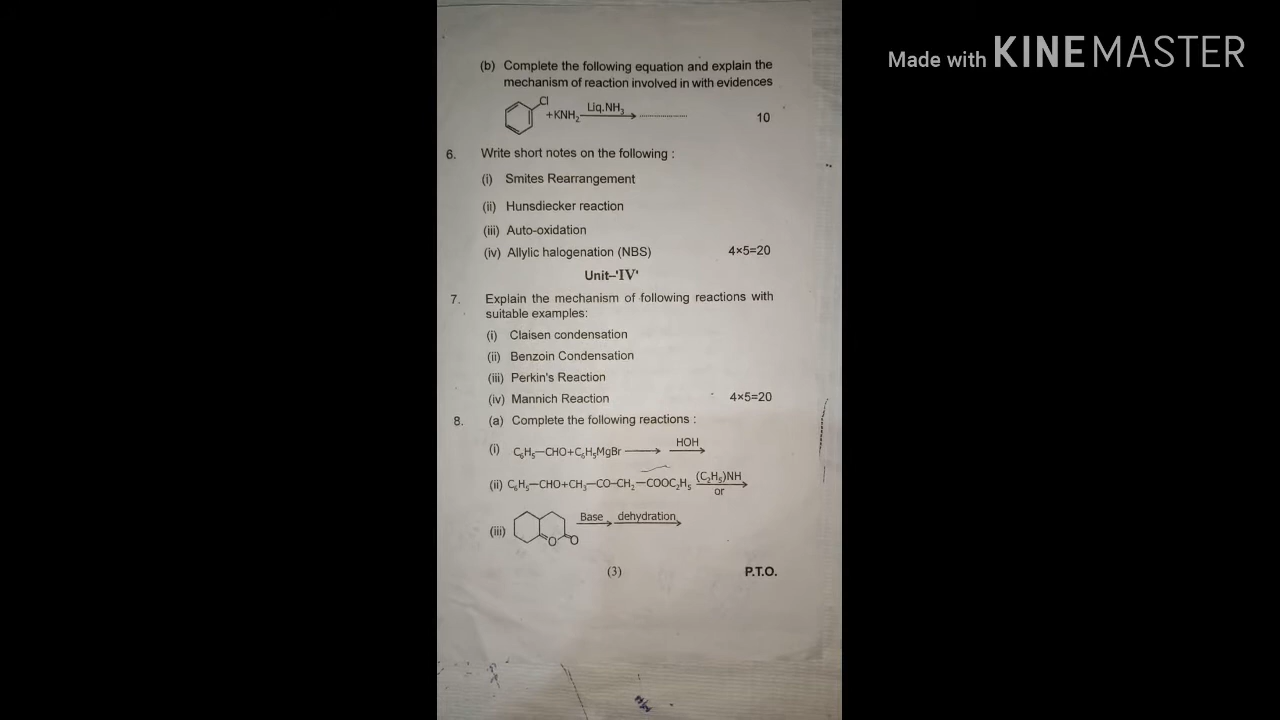 Made with KINEMASTER
(b) Complete the following equation and explain the
mechanism of reaction involved in with evidences
Cl
+KNH₂ Liq.NH₃ ................ 10
6. Write short notes on the following :
(i) Smites Rearrangement
(ii) Hunsdiecker reaction
(iii) Auto-oxidation
(iv) Allylic halogenation (NBS) 4×5=20
Unit–'IV'
7. Explain the mechanism of following reactions with
suitable examples:
(i) Claisen condensation
(ii) Benzoin Condensation
(iii) Perkin's Reaction
(iv) Mannich Reaction 4×5=20
8. (a) Complete the following reactions :
(i) C₆H₅—CHO+C₆H₅MgBr ⟶ HOH ⟶
(ii) C₆H₅—CHO+CH₃—CO–CH₂—COOC₂H₅ (C₂H₅)NH or ⟶
(iii) O O Base ⟶ dehydration ⟶
(3) P.T.O.